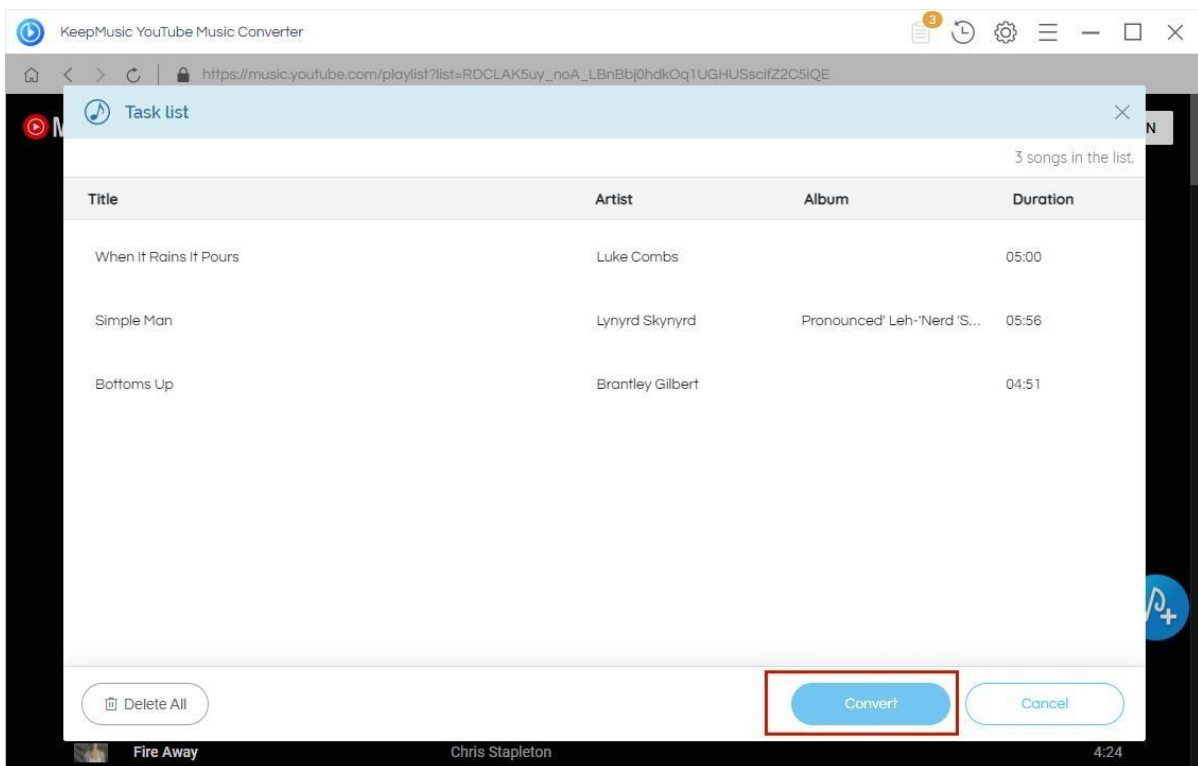 KeepMusic YouTube Music Converter 3
https://music.youtube.com/playlist?list=RDCLAK5uy_noA_LBnBbj0hdkOq1UGHUSscifZ2C5iQE
Task list
M N
3 songs in the list.
Title Artist Album Duration
When It Rains It Pours Luke Combs 05:00
Simple Man Lynyrd Skynyrd Pronounced' Leh-'Nerd 'S... 05:56
Bottoms Up Brantley Gilbert 04:51
Delete All Convert Cancel
Fire Away Chris Stapleton 4:24